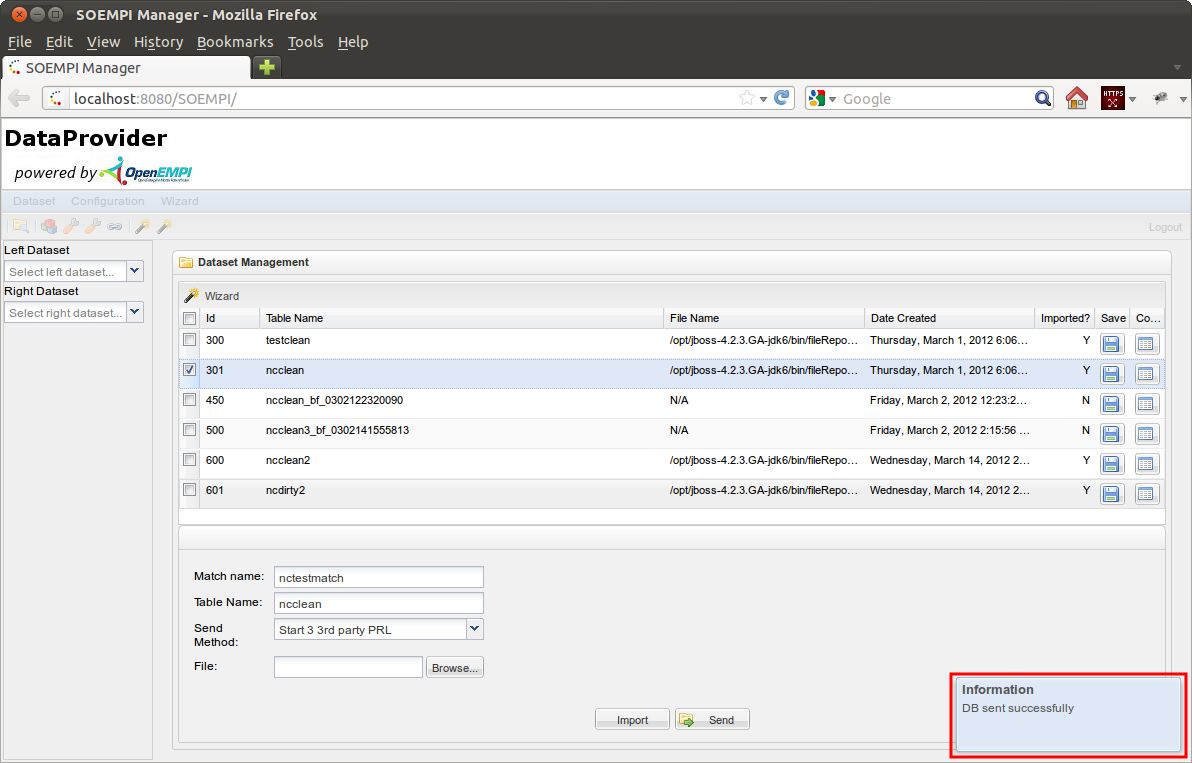 SOEMPI Manager - Mozilla Firefox
File Edit View History Bookmarks Tools Help
SOEMPI Manager
localhost:8080/SOEMPI/
Google
HTTPS
DataProvider
powered by OpenEMPI
Dataset Configuration Wizard
Logout
Left Dataset
Select left dataset...
Right Dataset
Select right dataset...
Dataset Management
Wizard
Id Table Name File Name Date Created Imported? Save Co...
300 testclean /opt/jboss-4.2.3.GA-jdk6/bin/fileRepo... Thursday, March 1, 2012 6:06... Y
301 ncclean /opt/jboss-4.2.3.GA-jdk6/bin/fileRepo... Thursday, March 1, 2012 6:06... Y
450 ncclean_bf_0302122320090 N/A Friday, March 2, 2012 12:23:2... N
500 ncclean3_bf_0302141555813 N/A Friday, March 2, 2012 2:15:56 ... N
600 ncclean2 /opt/jboss-4.2.3.GA-jdk6/bin/fileRepo... Wednesday, March 14, 2012 2... Y
601 ncdirty2 /opt/jboss-4.2.3.GA-jdk6/bin/fileRepo... Wednesday, March 14, 2012 2... Y
Match name: nctestmatch
Table Name: ncclean
Send Method: Start 3 3rd party PRL
File: Browse...
Import Send
Information
DB sent successfully